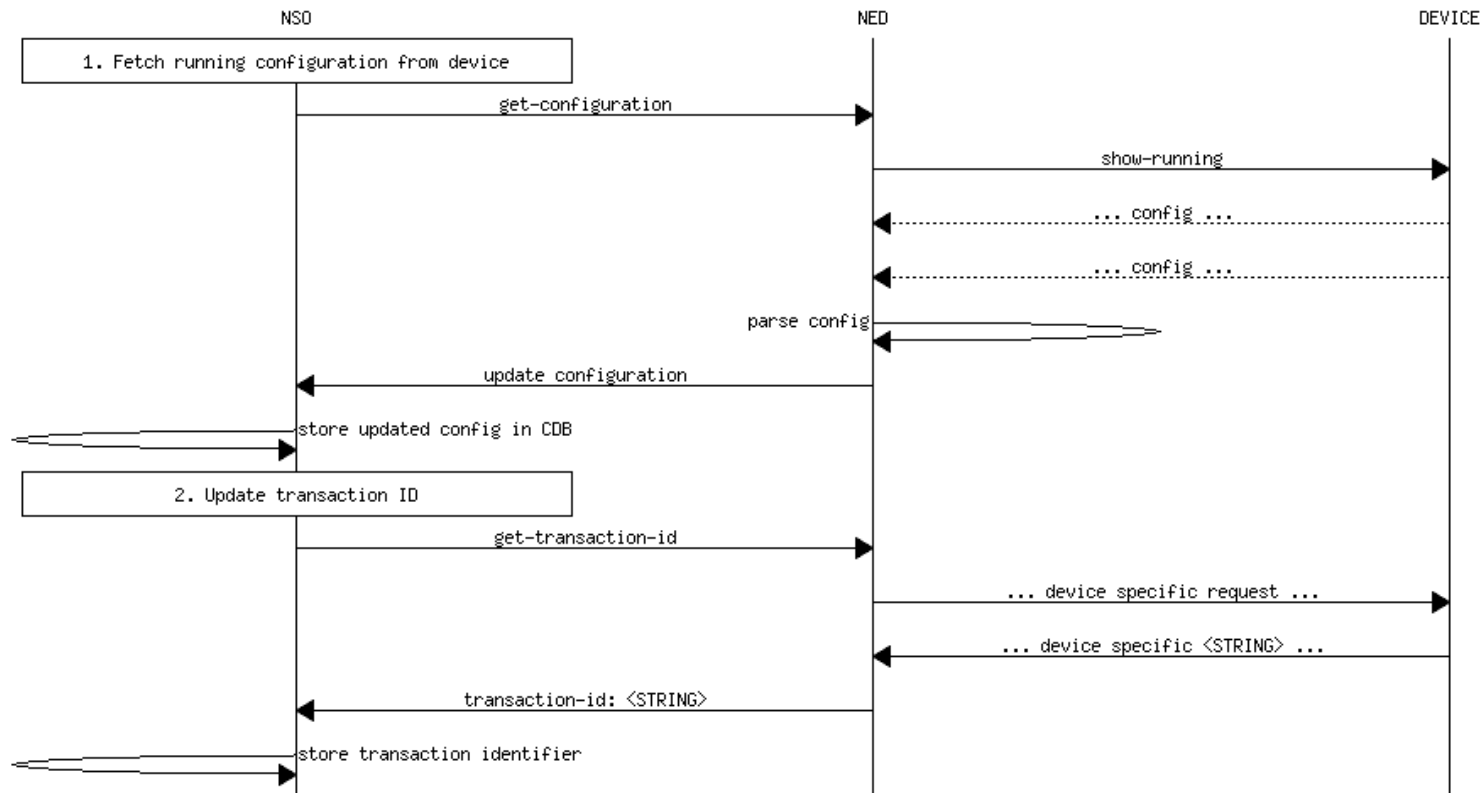 NSO NED DEVICE
1. Fetch running configuration from device
get-configuration
show-running
... config ...
... config ...
parse config
update configuration
store updated config in CDB
2. Update transaction ID
get-transaction-id
... device specific request ...
... device specific <STRING> ...
transaction-id: <STRING>
store transaction identifier